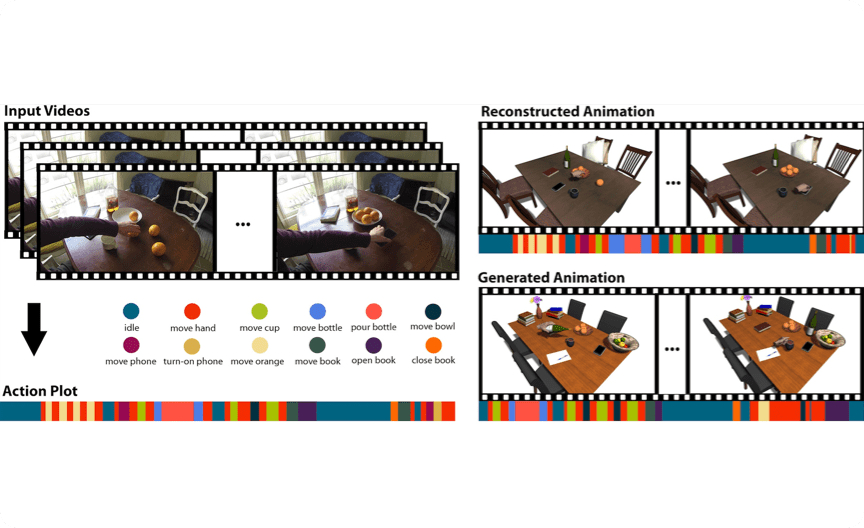 Input Videos
...
idle
move hand
move cup
move bottle
pour bottle
move bowl
move phone
turn-on phone
move orange
move book
open book
close book
Action Plot
Reconstructed Animation
...
Generated Animation
...